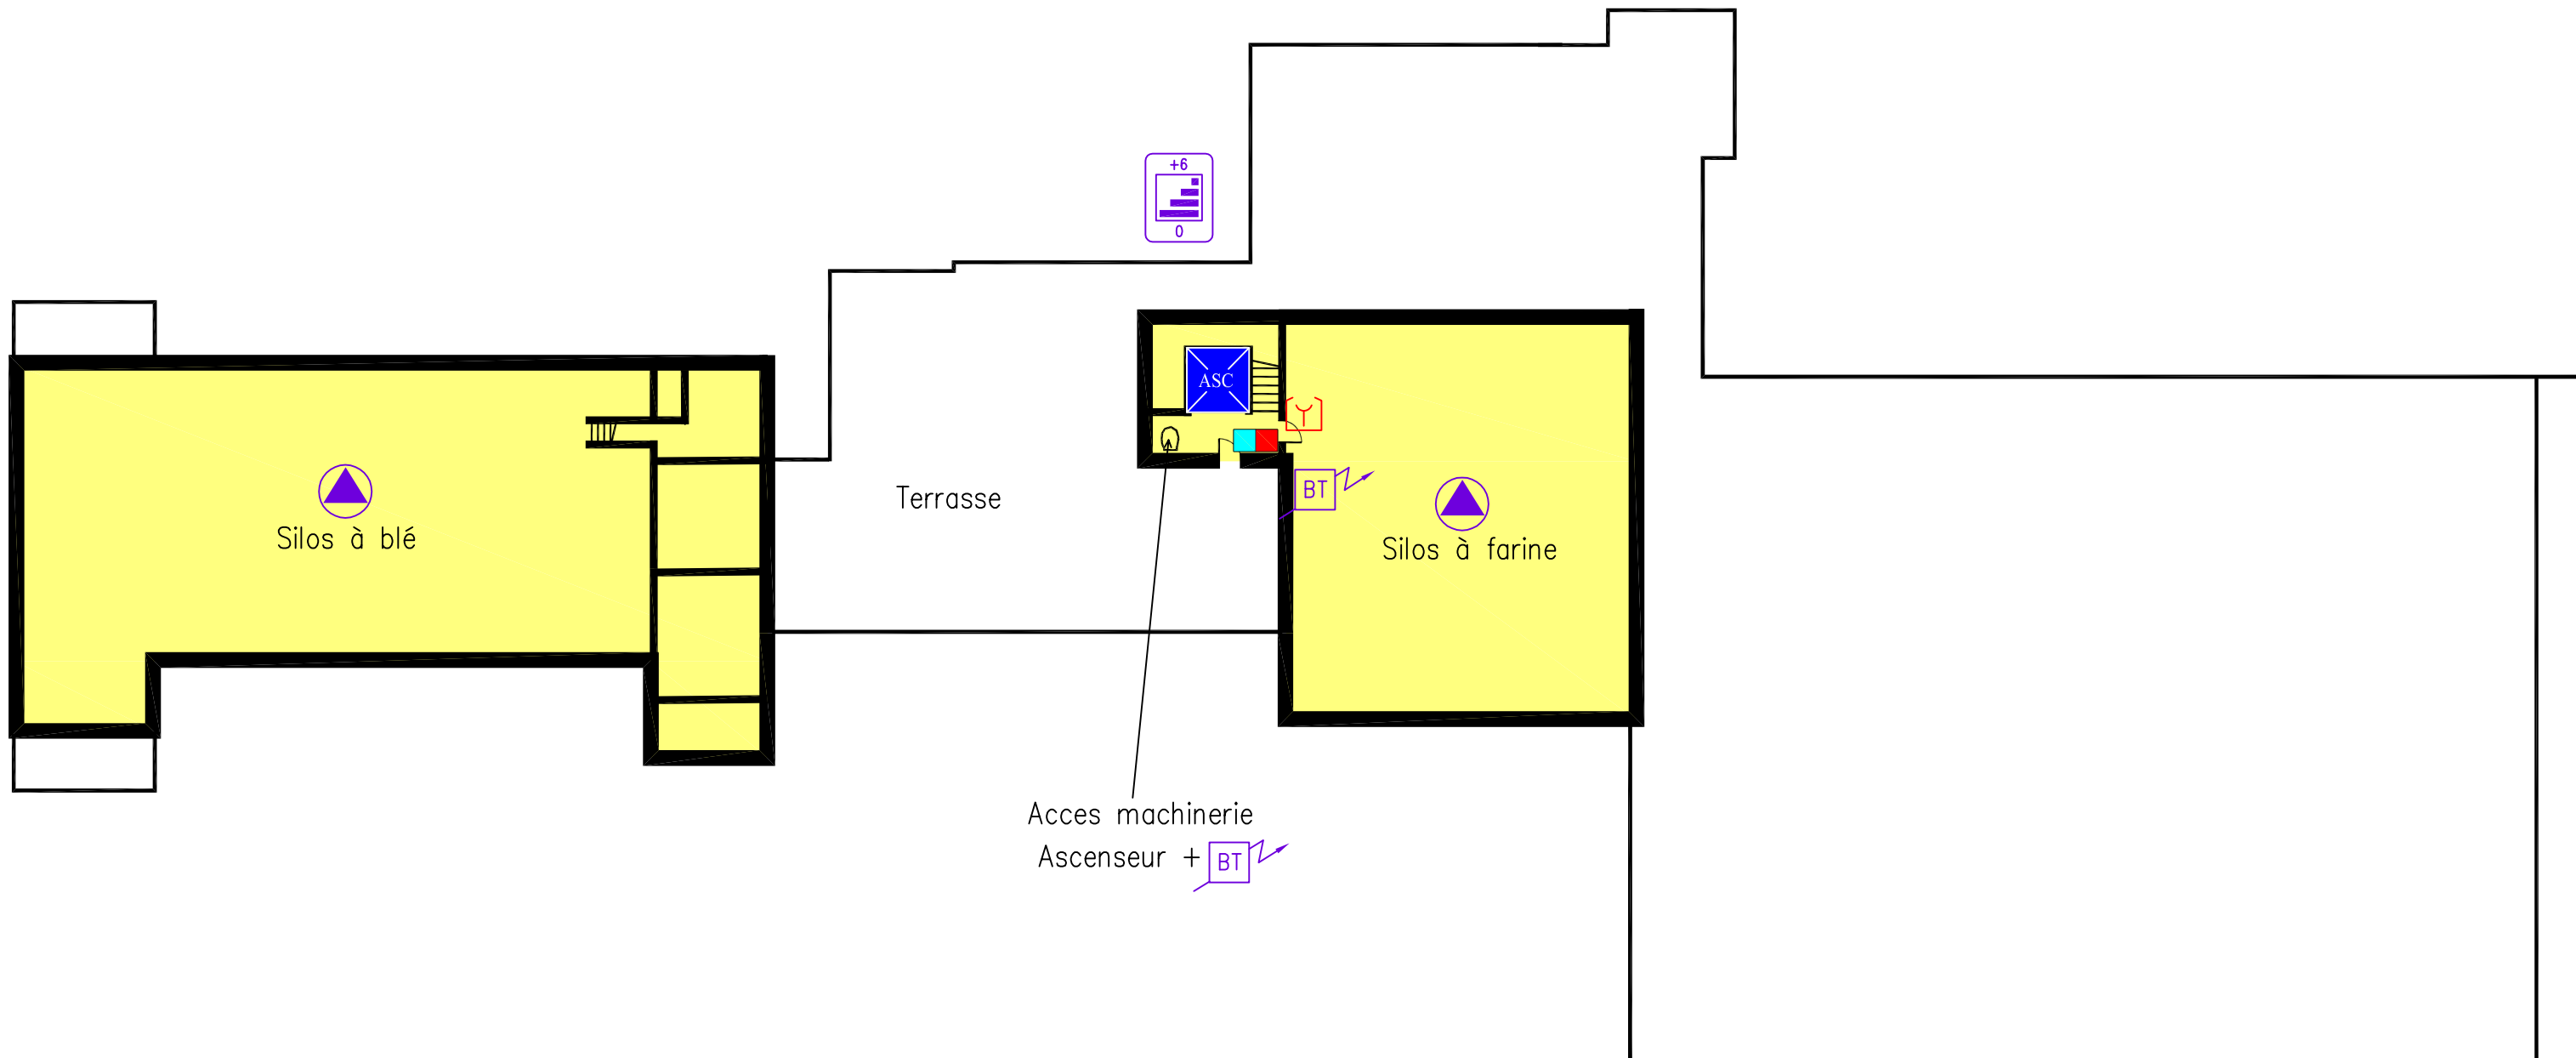 +6
0
ASC
BT
Terrasse
Silos à blé
Silos à farine
Acces machinerie
Ascenseur + BT